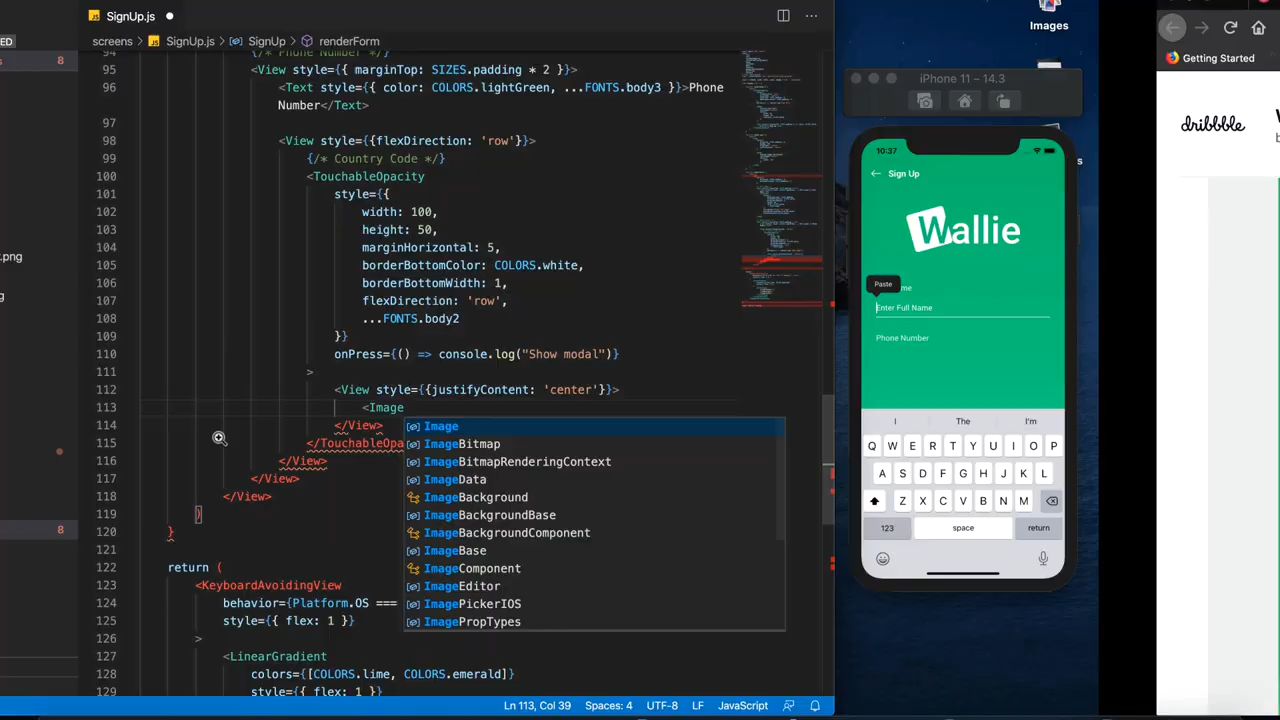 SignUp.js
screens > SignUp.js > SignUp > renderForm
ED
8
.png
g
8
94 {/* Phone Number */}
95 <View style={{ marginTop: SIZES.padding * 2 }}>
96 <Text style={{ color: COLORS.lightGreen, ...FONTS.body3 }}>Phone
Number</Text>
97
98 <View style={{flexDirection: 'row'}}>
99 {/* Country Code */}
100 <TouchableOpacity
101 style={{
102 width: 100,
103 height: 50,
104 marginHorizontal: 5,
105 borderBottomColor: COLORS.white,
106 borderBottomWidth: 1,
107 flexDirection: 'row',
108 ...FONTS.body2
109 }}
110 onPress={() => console.log("Show modal")}
111 >
112 <View style={{justifyContent: 'center'}}>
113 <Image
114 </View>
115 </TouchableOpa
116 </View>
117 </View>
118 </View>
119 )
120 }
121
122 return (
123 <KeyboardAvoidingView
124 behavior={Platform.OS ===
125 style={{ flex: 1 }}
126 >
127 <LinearGradient
128 colors={[COLORS.lime, COLORS.emerald]}
129 style={{ flex: 1 }}
Image
ImageBitmap
ImageBitmapRenderingContext
ImageData
ImageBackground
ImageBackgroundBase
ImageBackgroundComponent
ImageBase
ImageComponent
ImageEditor
ImagePickerIOS
ImagePropTypes
Ln 113, Col 39 Spaces: 4 UTF-8 LF JavaScript
Images
iPhone 11 – 14.3
10:37
Sign Up
Wallie
Paste
Enter Full Name
Phone Number
I The I'm
Q W E R T Y U I O P
A S D F G H J K L
Z X C V B N M
123 space return
Getting Started
dribbble